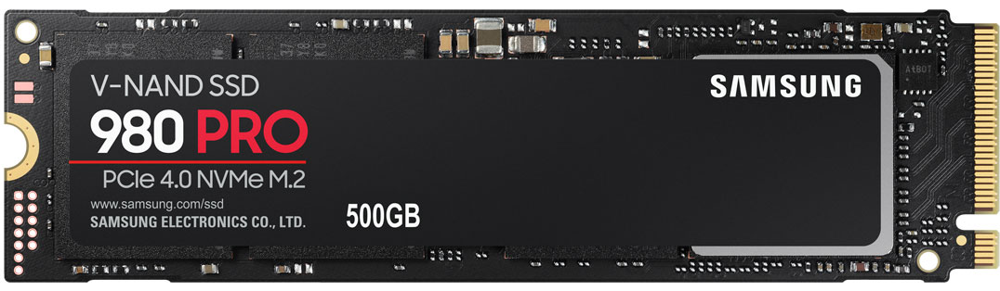 V-NAND SSD
980 PRO
PCIe 4.0 NVMe M.2
www.samsung.com/ssd
SAMSUNG ELECTRONICS CO., LTD.
500GB
SAMSUNG
AtBOT